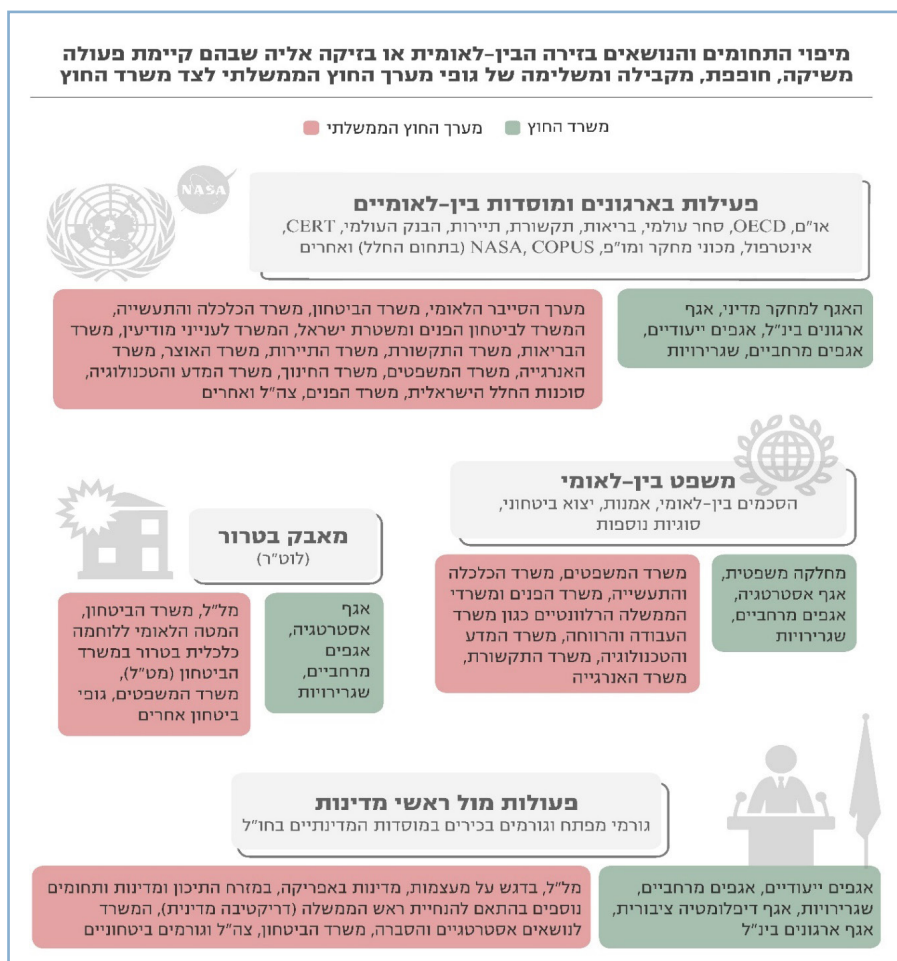 מיפוי התחומים והנושאים בזירה הבין-לאומית או בזיקה אליה שבהם קיימת פעולה
משיקה, חופפת, מקבילה ומשלימה של גופי מערך החוץ הממשלתי לצד משרד החוץ
משרד החוץ
מערך החוץ הממשלתי
NASA
פעילות בארגונים ומוסדות בין-לאומיים
או"ם, OECD, סחר עולמי, בריאות, תקשורת, תיירות, הבנק העולמי, CERT,
אינטרפול, מכוני מחקר ומו"פ, NASA, COPUS (בתחום החלל) ואחרים
האגף למחקר מדיני, אגף
ארגונים בינ"ל, אגפים ייעודיים,
אגפים מרחביים, שגרירויות
מערך הסייבר הלאומי, משרד הביטחון, משרד הכלכלה והתעשייה,
המשרד לביטחון הפנים ומשטרת ישראל, המשרד לענייני מודיעין, משרד
הבריאות, משרד התקשורת, משרד התיירות, משרד האוצר, משרד
האנרגייה, משרד המשפטים, משרד החינוך, משרד המדע והטכנולוגיה,
סוכנות החלל הישראלית, משרד הפנים, צה"ל ואחרים
משפט בין-לאומי
הסכמים בין-לאומי, אמנות, יצוא ביטחוני,
סוגיות נוספות
מחלקה משפטית,
אגף אסטרטגיה,
אגפים מרחביים,
שגרירויות
משרד המשפטים, משרד הכלכלה
והתעשייה, משרד הפנים ומשרדי
הממשלה הרלוונטיים כגון משרד
העבודה והרווחה, משרד המדע
והטכנולוגיה, משרד התקשורת,
משרד האנרגייה
מאבק בטרור
(לוט"ר)
אגף
אסטרטגיה,
אגפים
מרחביים,
שגרירויות
מל"ל, משרד הביטחון,
המטה הלאומי ללוחמה
כלכלית בטרור במשרד
הביטחון (מט"ל),
משרד המשפטים, גופי
ביטחון אחרים
פעולות מול ראשי מדינות
גורמי מפתח וגורמים בכירים במוסדות המדינתיים בחו"ל
אגפים ייעודיים, אגפים מרחביים,
שגרירויות, אגף דיפלומטיה ציבורית,
אגף ארגונים בינ"ל
מל"ל, בדגש על מעצמות, מדינות באפריקה, במזרח התיכון ומדינות ותחומים
נוספים בהתאם להנחיית ראש הממשלה (דריקטיבה מדינית), המשרד
לנושאים אסטרטגיים והסברה, משרד הביטחון, צה"ל וגורמים ביטחוניים